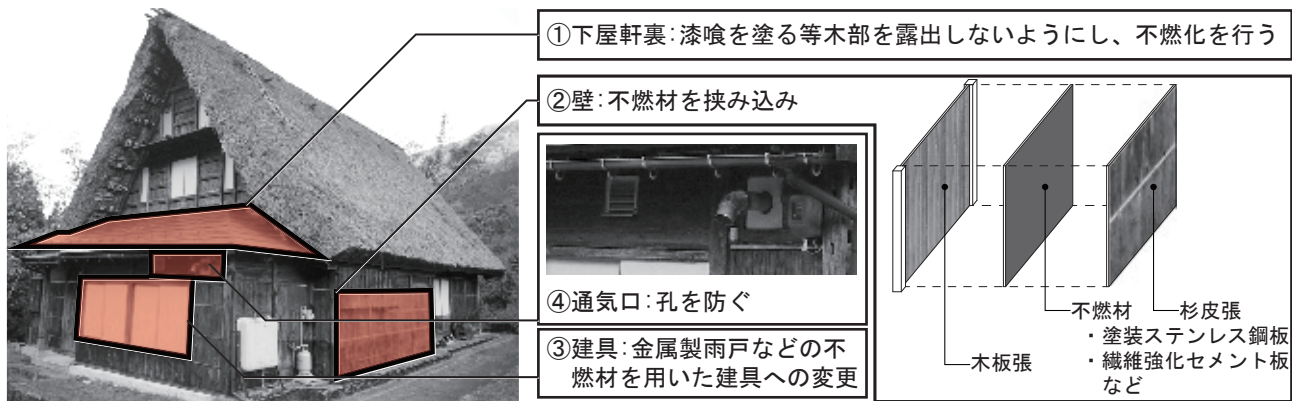 ①下屋軒裏：漆喰を塗る等木部を露出しないようにし、不燃化を行う
②壁：不燃材を挟み込み
④通気口：孔を防ぐ
③建具：金属製雨戸などの不
燃材を用いた建具への変更
木板張
不燃材
・塗装ステンレス鋼板
・繊維強化セメント板
など
杉皮張